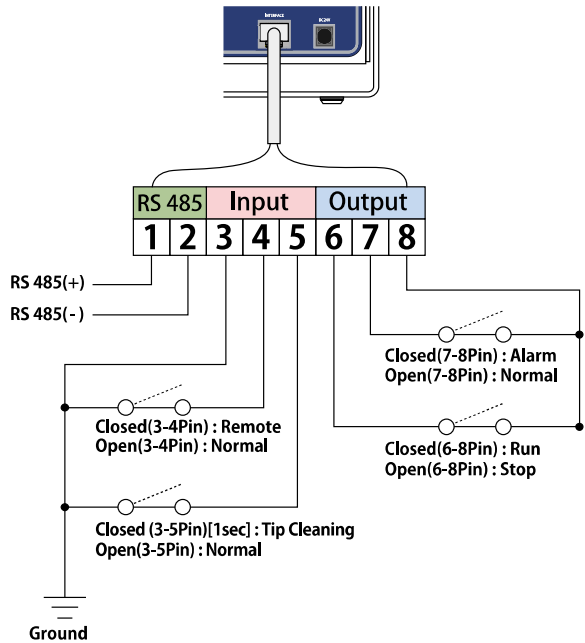 INTERFACE DC24V
RS 485 Input Output
1 2 3 4 5 6 7 8
RS 485(+)
RS 485(-)
Closed(7-8Pin) : Alarm
Open(7-8Pin) : Normal
Closed(3-4Pin) : Remote
Open(3-4Pin) : Normal
Closed(6-8Pin) : Run
Open(6-8Pin) : Stop
Closed (3-5Pin)[1sec] : Tip Cleaning
Open(3-5Pin) : Normal
Ground